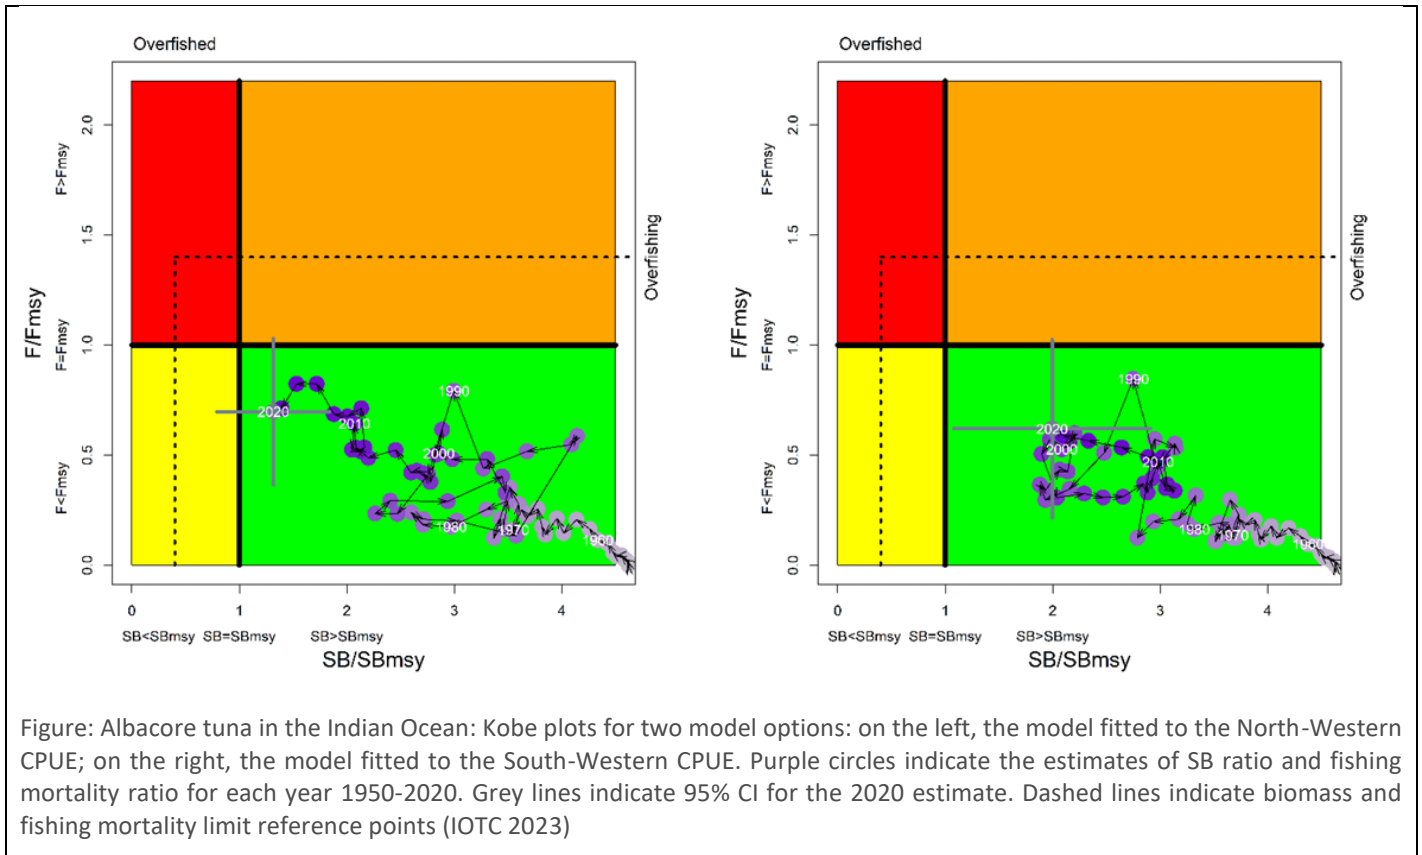 Overfished
2.0
1.5
1.0
0.5
0.0
F>Fmsy
F=Fmsy
F<Fmsy
F/Fmsy
Overfishing
1990
2020
2010
2000
1980
1970
1960
0 1 2 3 4
SB<SBmsy SB=SBmsy SB>SBmsy
SB/SBmsy
Overfished
2.0
1.5
1.0
0.5
0.0
F>Fmsy
F=Fmsy
F<Fmsy
F/Fmsy
Overfishing
1990
2020
2000
2010
1980
1970
1960
0 1 2 3 4
SB<SBmsy SB=SBmsy SB>SBmsy
SB/SBmsy
Figure: Albacore tuna in the Indian Ocean: Kobe plots for two model options: on the left, the model fitted to the North-Western
CPUE; on the right, the model fitted to the South-Western CPUE. Purple circles indicate the estimates of SB ratio and fishing
mortality ratio for each year 1950-2020. Grey lines indicate 95% CI for the 2020 estimate. Dashed lines indicate biomass and
fishing mortality limit reference points (IOTC 2023)